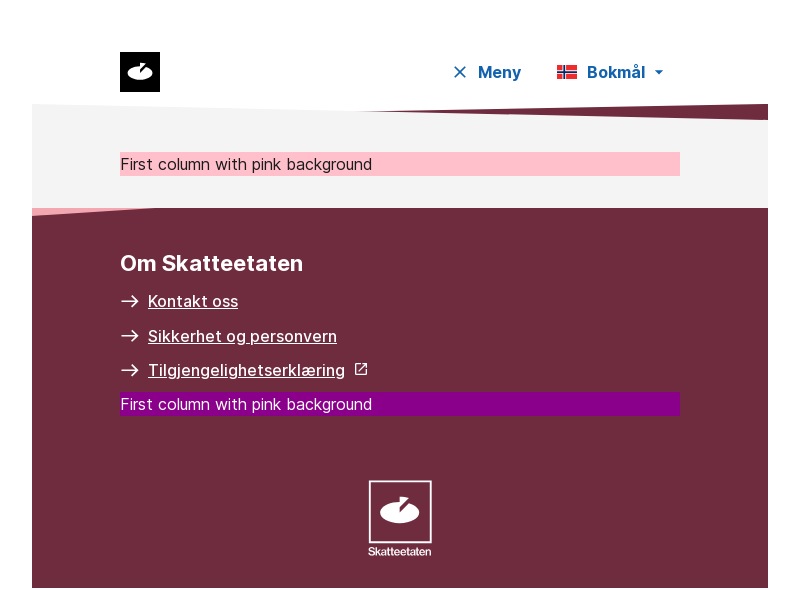 Meny
Bokmål
First column with pink background
Om Skatteetaten
Kontakt oss
Sikkerhet og personvern
Tilgjengelighetserklæring
First column with pink background
Skatteetaten